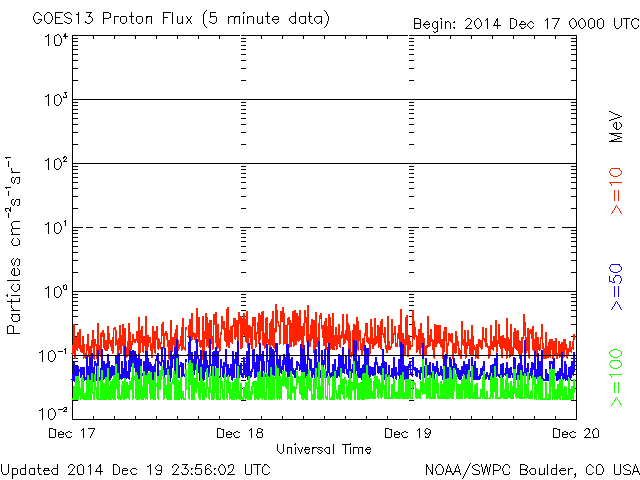 GOES13 Proton Flux (5 minute data)
Begin: 2014 Dec 17 0000 UTC
10⁴
10³
10²
10¹
10⁰
10⁻¹
10⁻²
Particles cm⁻²s⁻¹sr⁻¹
MeV
>=10
>=50
>=100
Dec 17
Dec 18
Dec 19
Dec 20
Universal Time
Updated 2014 Dec 19 23:56:02 UTC
NOAA/SWPC Boulder, CO USA